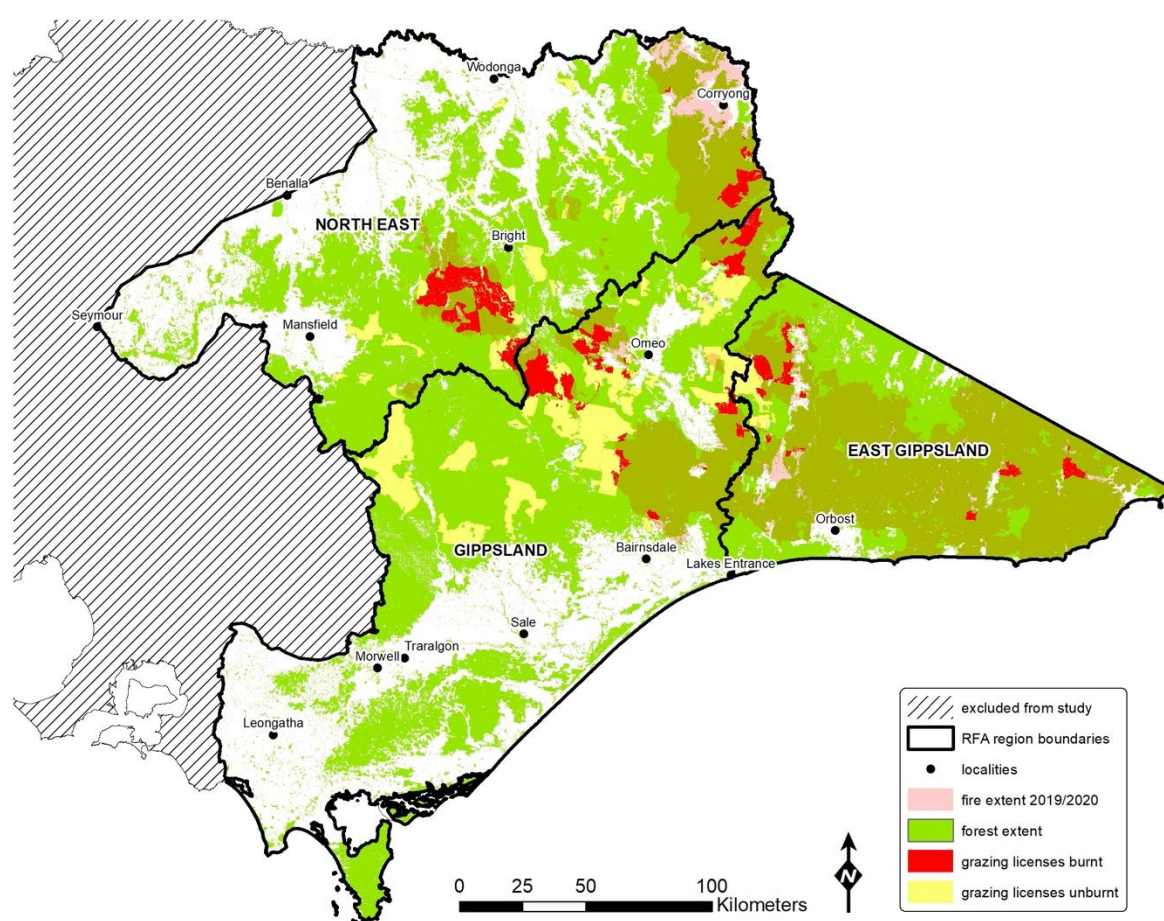 Wodonga
Corryong
Benalla
NORTH EAST
Bright
Seymour
Mansfield
Omeo
EAST GIPPSLAND
Orbost
GIPPSLAND
Bairnsdale
Lakes Entrance
Sale
Traralgon
Morwell
Leongatha
excluded from study
RFA region boundaries
localities
fire extent 2019/2020
forest extent
grazing licenses burnt
grazing licenses unburnt
N
0 25 50 100
Kilometers